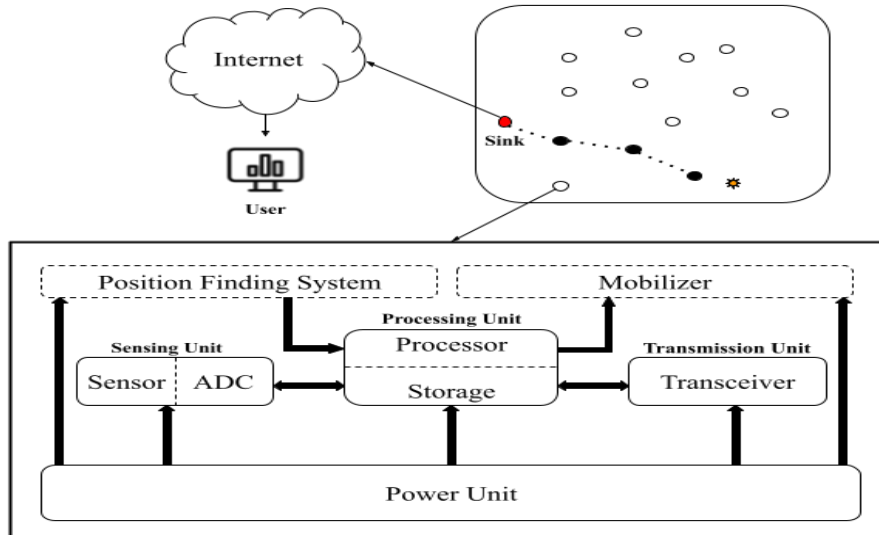 Internet
Sink
User
Position Finding System
Mobilizer
Processing Unit
Sensing Unit
Processor
Transmission Unit
Sensor
ADC
Storage
Transceiver
Power Unit